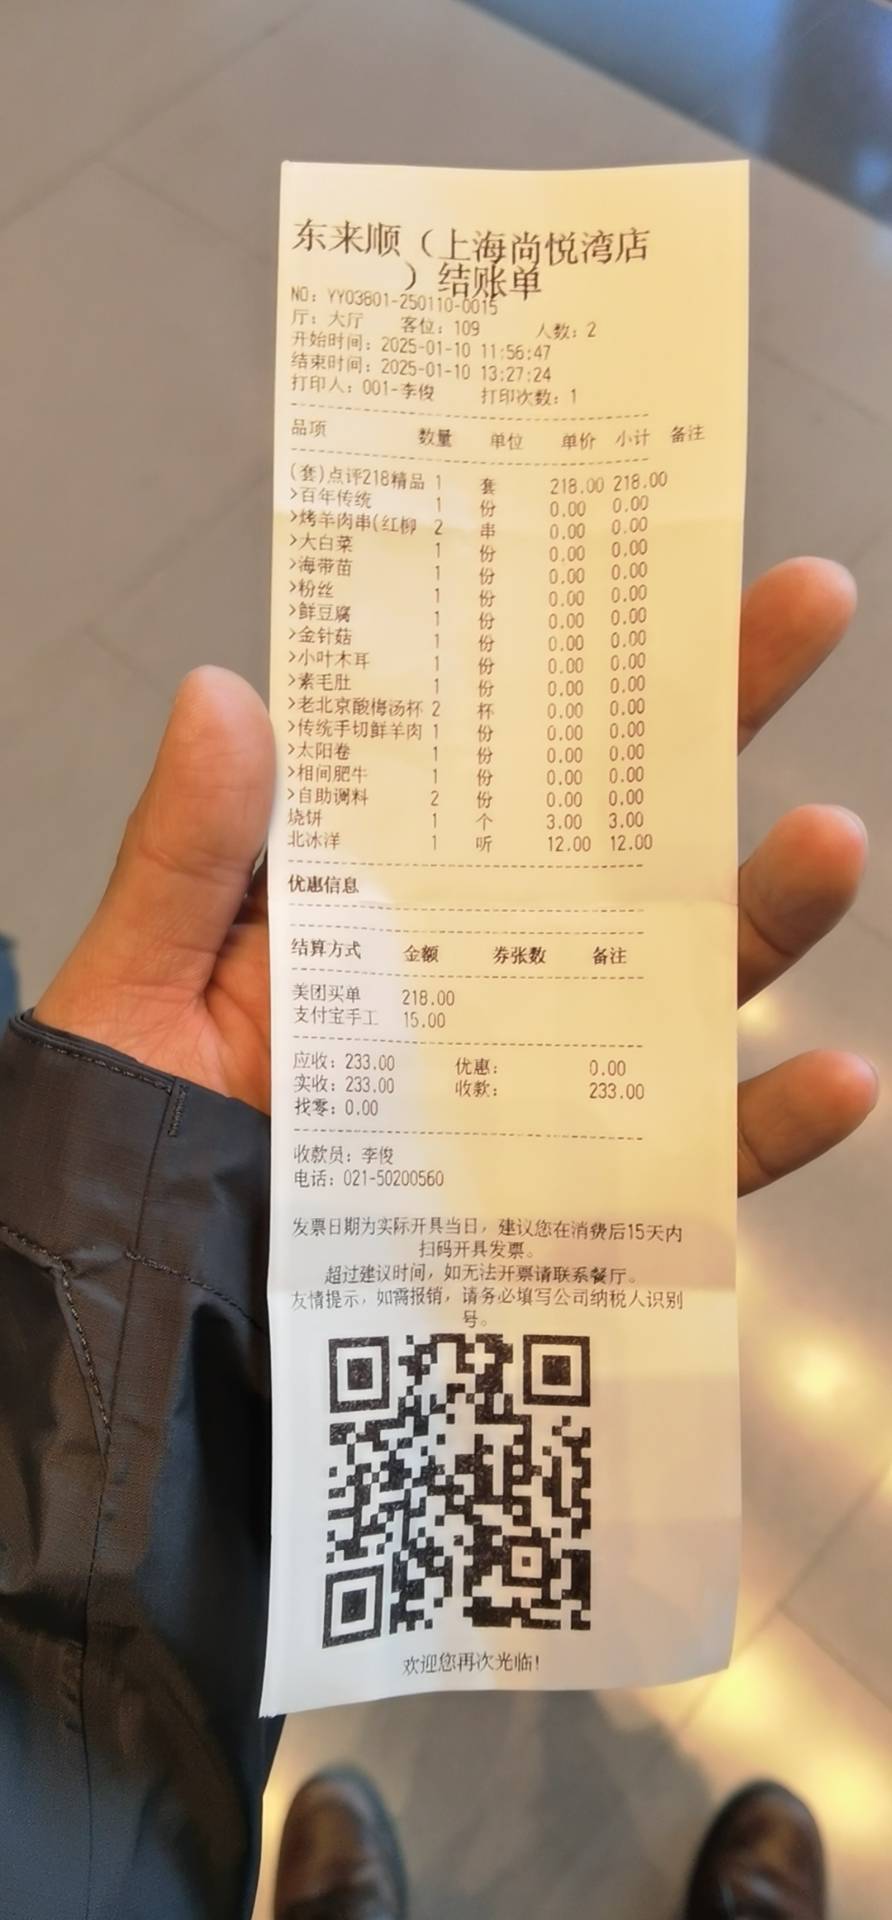 东来顺（上海尚悦湾店
）结账单
NO: YY03801-250110-0015
厅: 大厅 客位: 109 人数: 2
开始时间: 2025-01-10 11:56:47
结束时间: 2025-01-10 13:27:24
打印人: 001-李俊 打印次数: 1
品项 数量 单位 单价 小计 备注
(套)点评218精品 1 套 218.00 218.00
>百年传统 1 份 0.00 0.00
>烤羊肉串(红柳 2 串 0.00 0.00
>大白菜 1 份 0.00 0.00
>海带苗 1 份 0.00 0.00
>粉丝 1 份 0.00 0.00
>鲜豆腐 1 份 0.00 0.00
>金针菇 1 份 0.00 0.00
>小叶木耳 1 份 0.00 0.00
>素毛肚 1 份 0.00 0.00
>老北京酸梅汤杯 2 杯 0.00 0.00
>传统手切鲜羊肉 1 份 0.00 0.00
>太阳卷 1 份 0.00 0.00
>相间肥牛 1 份 0.00 0.00
>自助调料 2 份 0.00 0.00
烧饼 1 个 3.00 3.00
北冰洋 1 听 12.00 12.00
优惠信息
结算方式 金额 券张数 备注
美团买单 218.00
支付宝手工 15.00
应收: 233.00 优惠: 0.00
实收: 233.00 收款: 233.00
找零: 0.00
收款员: 李俊
电话: 021-50200560
发票日期为实际开具当日，建议您在消费后15天内
扫码开具发票。
超过建议时间，如无法开票请联系餐厅。
友情提示，如需报销，请务必填写公司纳税人识别
号。
欢迎您再次光临!